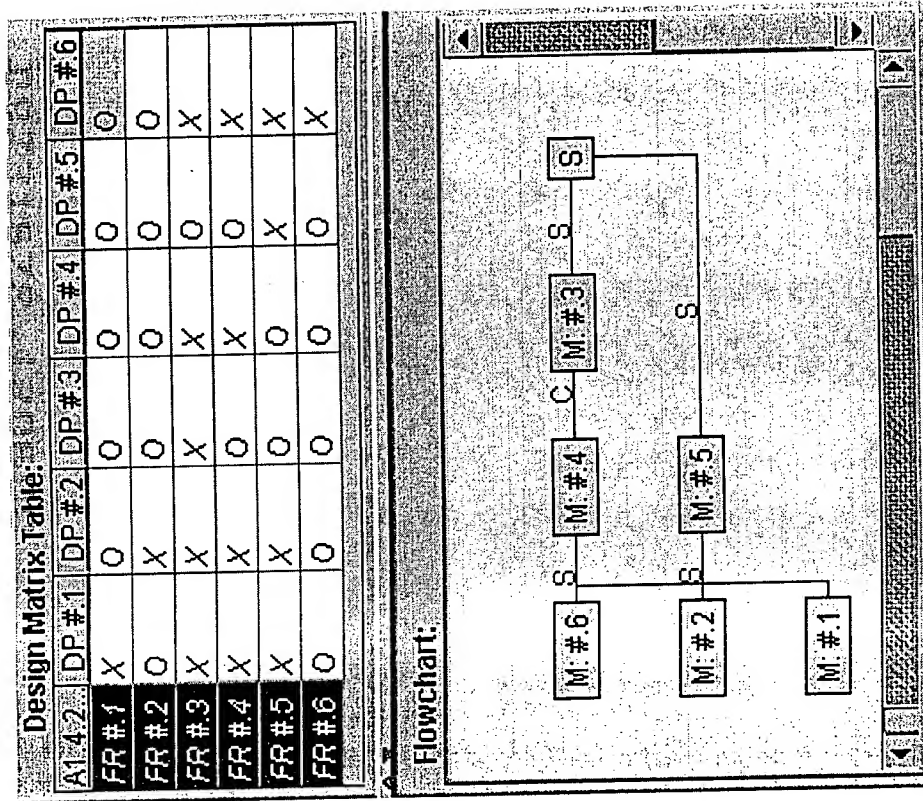 Design Matrix Table:
A1.4.2... DP #.1 DP #.2 DP #.3 DP #.4 DP #.5 DP #.6
FR #.1 X O O O O O
FR #.2 O X O O O O
FR #.3 X X X X O X
FR #.4 X X O X O X
FR #.5 X X O O X X
FR #.6 O O O O O X
Flowchart:
M: #.6 S M: #.4 C M: #.3 S S
M: #.2 S M: #.5 S
M: #.1